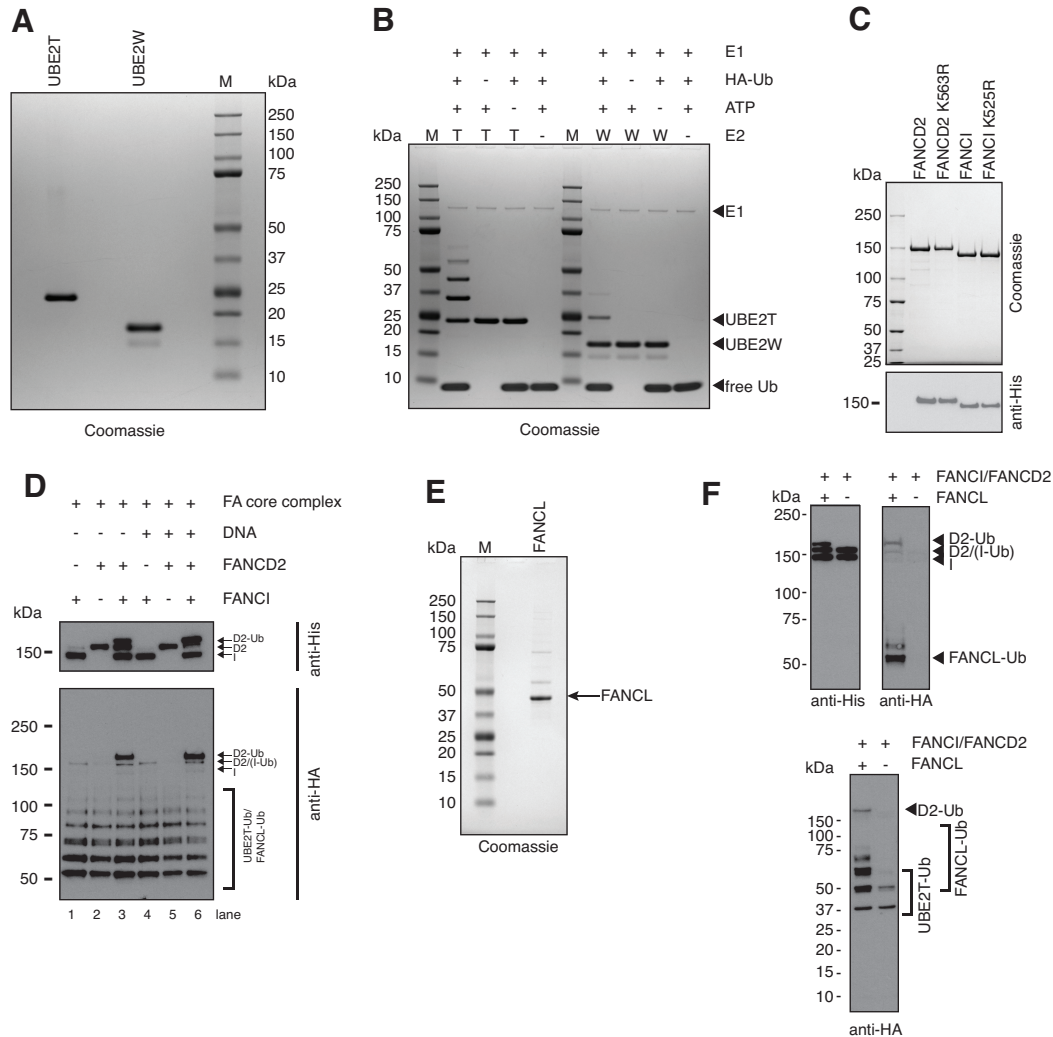 A
UBE2T
UBE2W
M
kDa
250
150
100
75
50
37
25
20
15
10
Coomassie
B
+ + + + + + + + E1
+ - + + + - + + HA-Ub
+ + - + + + - + ATP
kDa M T T T - M W W W - E2
250
150
100
75
50
37
25
20
15
10
E1
UBE2T
UBE2W
free Ub
Coomassie
C
FANCD2
FANCD2 K563R
FANCI
FANCI K525R
kDa
250
150
100
75
50
37
25
Coomassie
150
anti-His
D
+ + + + + + FA core complex
- - - + + + DNA
- + + - + + FANCD2
+ - + + - + FANCI
kDa
150
D2-Ub
D2
I
anti-His
250
150
100
75
50
D2-Ub
D2/(I-Ub)
I
UBE2T-Ub/
FANCL-Ub
anti-HA
1 2 3 4 5 6 lane
E
kDa M FANCL
250
150
100
75
50
37
25
20
15
10
FANCL
Coomassie
F
+ + + + FANCI/FANCD2
+ - + - FANCL
kDa
250-
150-
100-
75-
50-
D2-Ub
D2/(I-Ub)
I
FANCL-Ub
anti-His anti-HA
+ + FANCI/FANCD2
+ - FANCL
kDa
150-
100-
75-
50-
37-
25-
20-
15-
10-
D2-Ub
FANCL-Ub
UBE2T-Ub
anti-HA